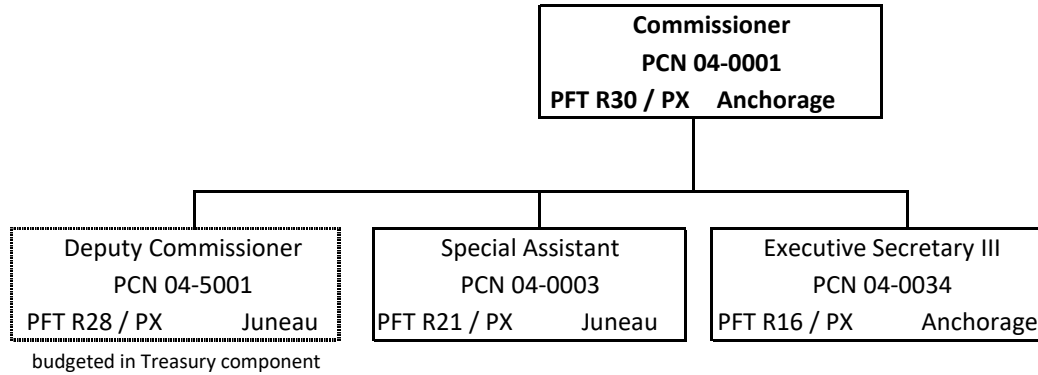 Commissioner
PCN 04-0001
PFT R30 / PX Anchorage
Deputy Commissioner
PCN 04-5001
PFT R28 / PX Juneau
budgeted in Treasury component
Special Assistant
PCN 04-0003
PFT R21 / PX Juneau
Executive Secretary III
PCN 04-0034
PFT R16 / PX Anchorage